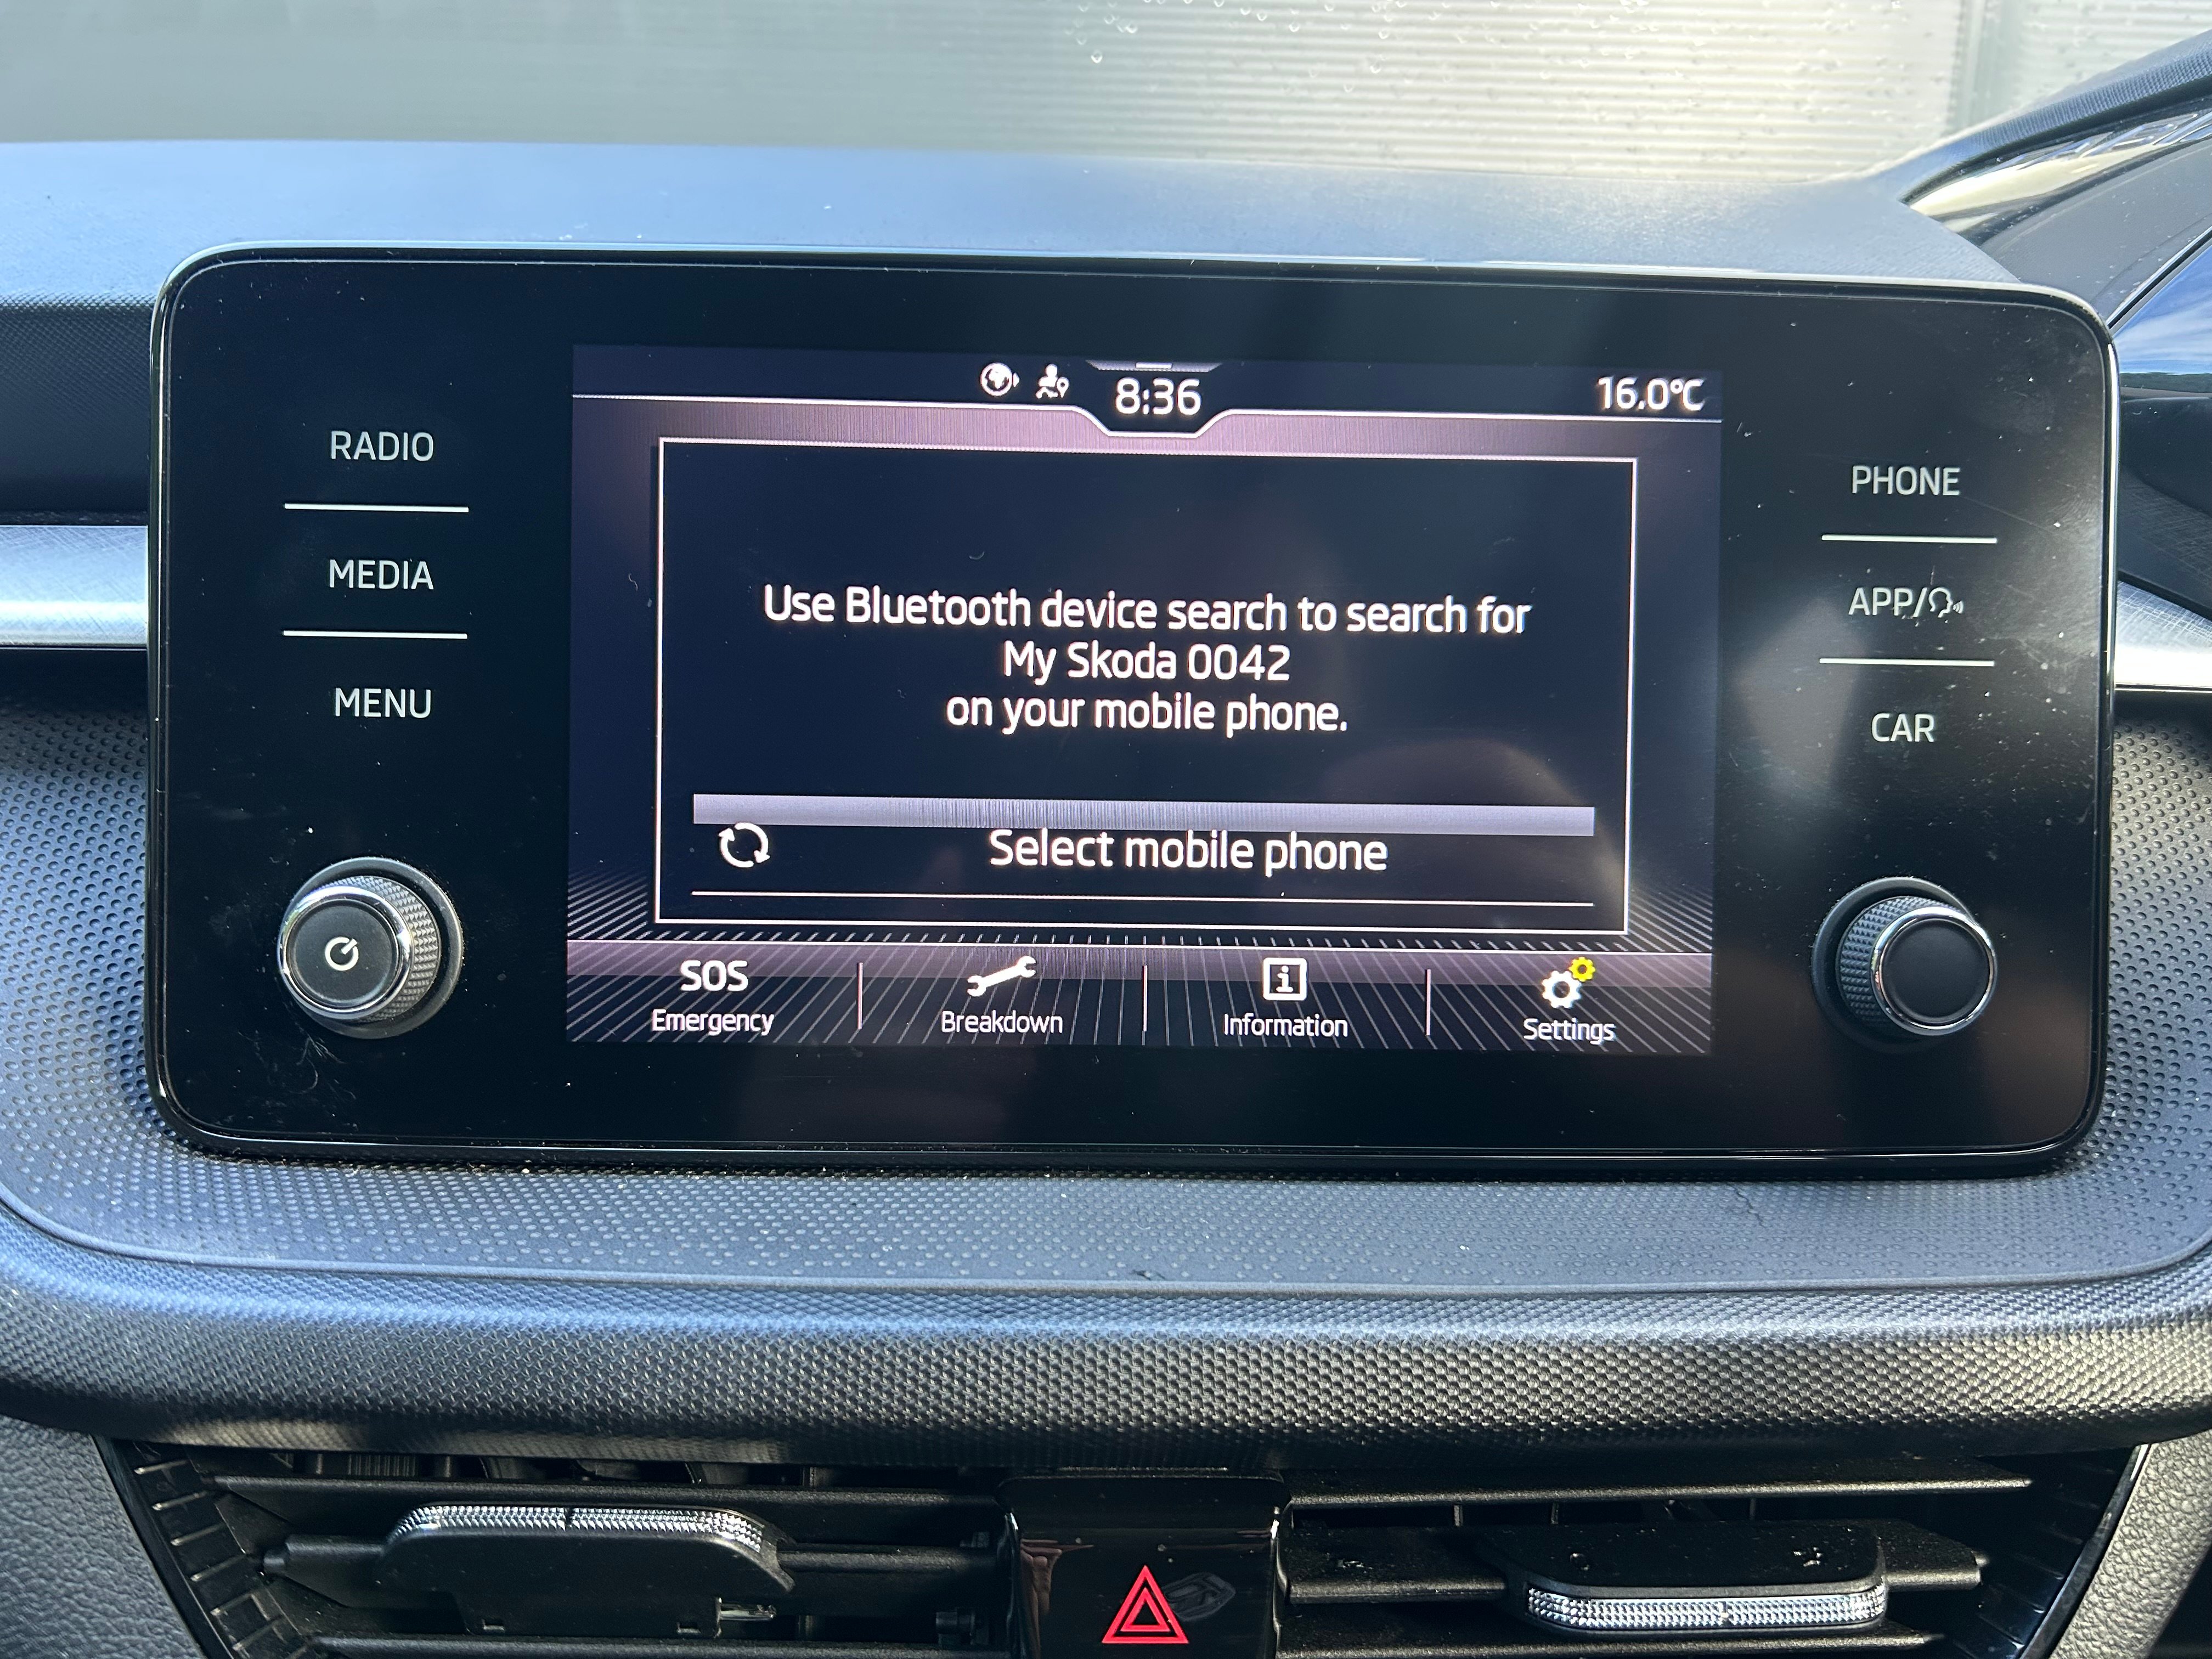 8:36
16.0°C
RADIO
MEDIA
MENU
Use Bluetooth device search to search for
My Skoda 0042
on your mobile phone.
Select mobile phone
SOS
Emergency
Breakdown
Information
Settings
PHONE
APP/
CAR